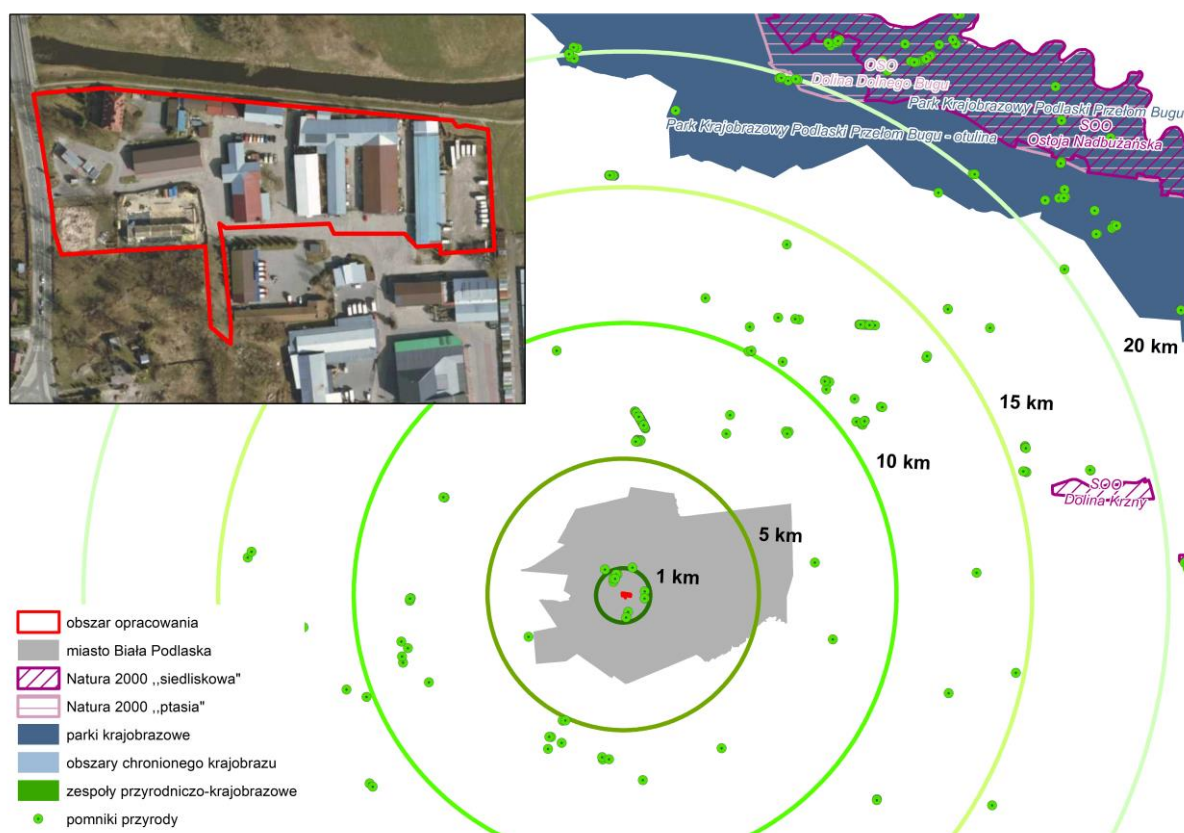 OSO
Dolina Dolnego Bugu
Park Krajobrazowy Podlaski Przełom Bugu
Park Krajobrazowy Podlaski Przełom Bugu - otulina
SOO
Ostoja Nadbużańska
20 km
15 km
10 km
SOO
Dolina Krzny
5 km
1 km
obszar opracowania
miasto Biała Podlaska
Natura 2000 ,,siedliskowa"
Natura 2000 ,,ptasia"
parki krajobrazowe
obszary chronionego krajobrazu
zespoły przyrodniczo-krajobrazowe
pomniki przyrody